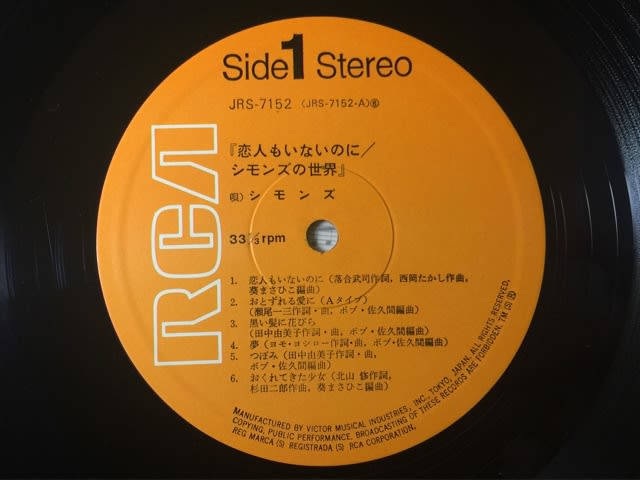 Side 1 Stereo
JRS-7152 (JRS-7152-A)⑥
RCA
『恋人もいないのに/
シモンズの世界』
唄)シモンズ
33⅓rpm
1. 恋人もいないのに(落合武司作詞,西岡たかし作曲,
葵まさひこ編曲)
2. おとずれる愛に(Aタイプ)
(瀬尾一三作詞・曲,ボブ・佐久間編曲)
3. 黒い髪に花びら
(田中由美子作詞・曲,ボブ・佐久間編曲)
4. 夢(ヨモ・ヨシロー作詞・曲,ボブ・佐久間編曲)
5. つぼみ(田中由美子作詞・曲,
ボブ・佐久間編曲)
6. おくれてきた少女(北山 修作詞,
杉田二郎作曲,葵まさひこ編曲)
MANUFACTURED BY VICTOR MUSICAL INDUSTRIES, INC., TOKYO, JAPAN. ALL RIGHTS RESERVED.
COPYING, PUBLIC PERFORMANCE, BROADCASTING OF THESE RECORDS ARE FORBIDDEN. TM (S) ®
REG. MARCA (S) REGISTRADA (S) RCA CORPORATION.